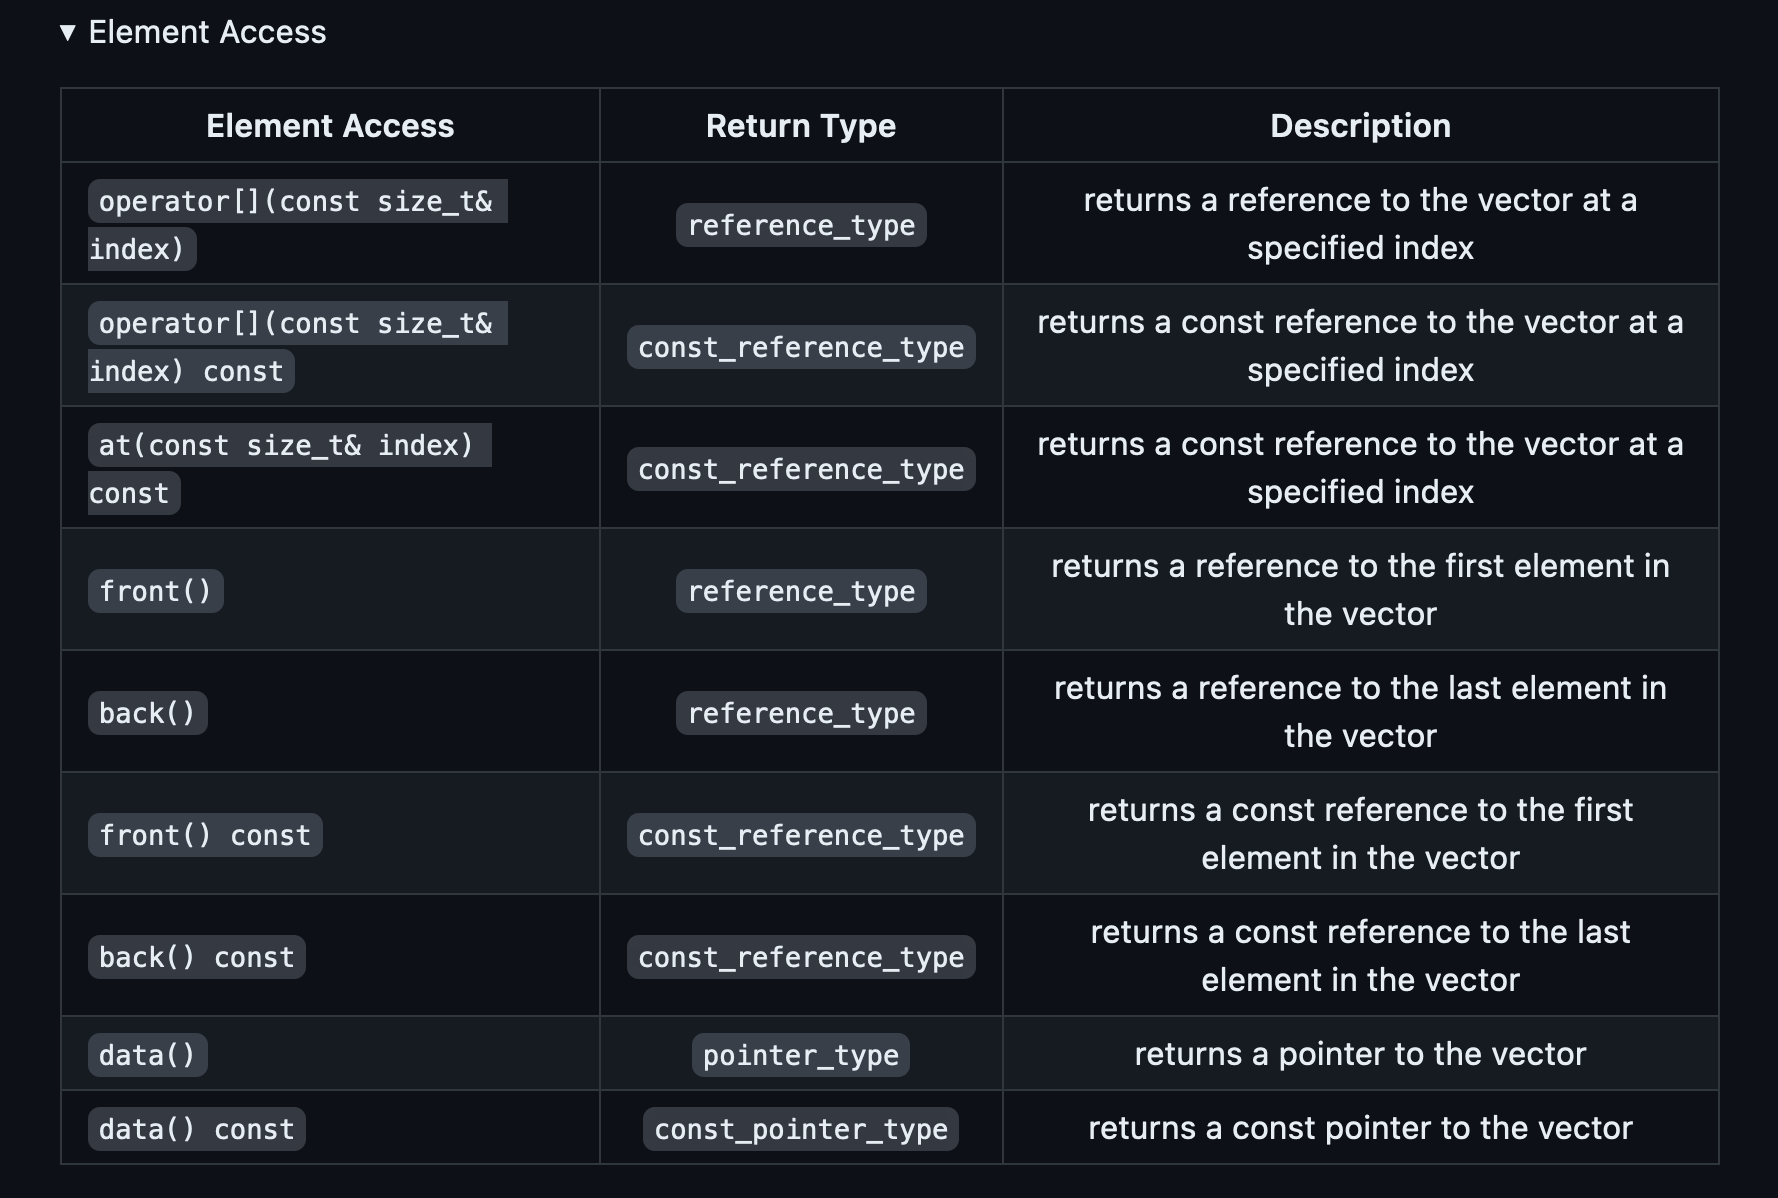 ▼ Element Access
Element Access
Return Type
Description
operator[](const size_t&
index)
reference_type
returns a reference to the vector at a
specified index
operator[](const size_t&
index) const
const_reference_type
returns a const reference to the vector at a
specified index
at(const size_t& index)
const
const_reference_type
returns a const reference to the vector at a
specified index
front()
reference_type
returns a reference to the first element in
the vector
back()
reference_type
returns a reference to the last element in
the vector
front() const
const_reference_type
returns a const reference to the first
element in the vector
back() const
const_reference_type
returns a const reference to the last
element in the vector
data()
pointer_type
returns a pointer to the vector
data() const
const_pointer_type
returns a const pointer to the vector